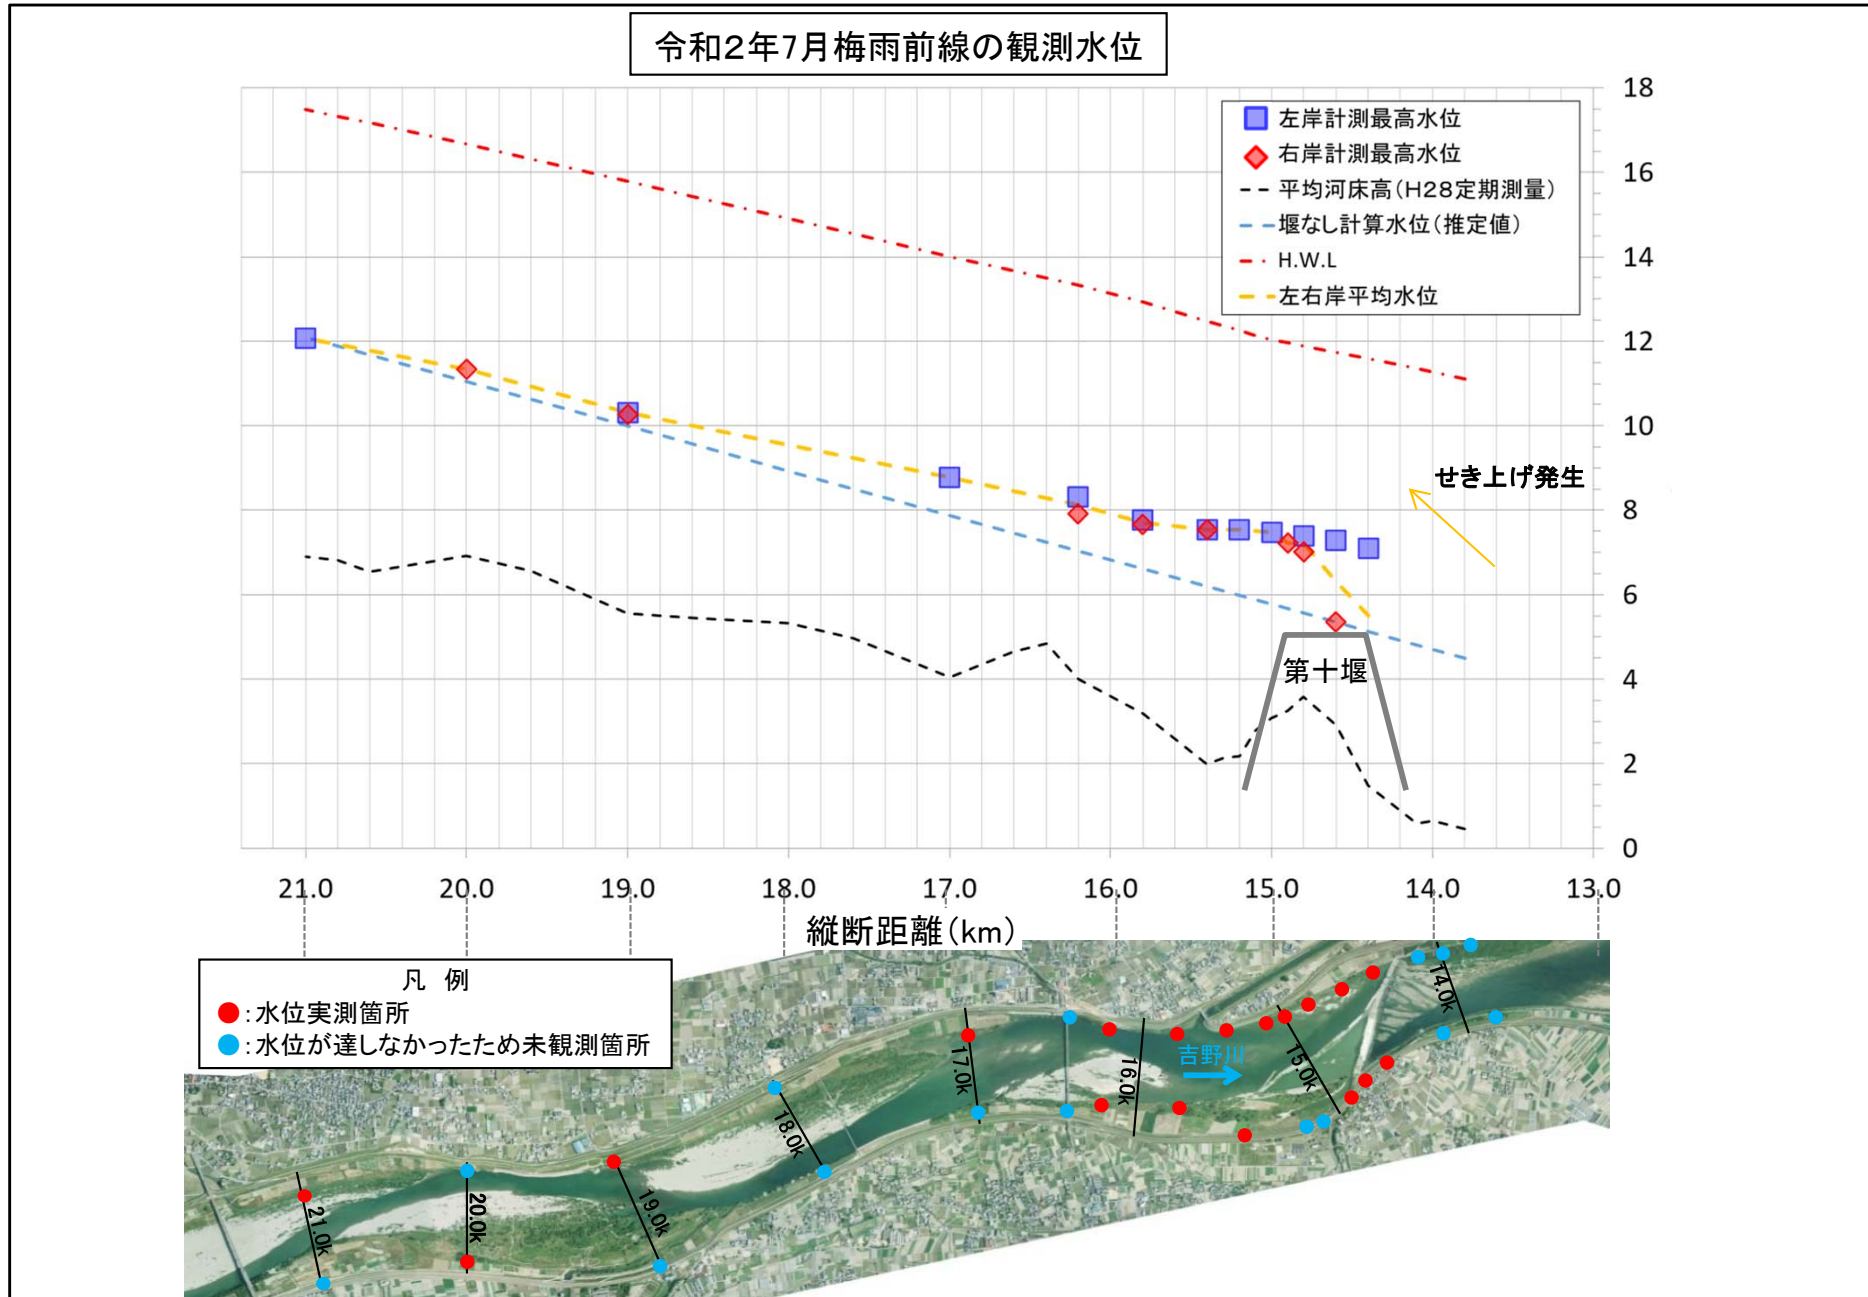 令和2年7月梅雨前線の観測水位
18
16
14
12
10
8
6
4
2
0
左岸計測最高水位
右岸計測最高水位
平均河床高(H28定期測量)
堰なし計算水位(推定値)
H.W.L
左右岸平均水位
せき上げ発生
第十堰
21.0 20.0 19.0 18.0 17.0 16.0 15.0 14.0 13.0
縦断距離(km)
凡 例
:水位実測箇所
:水位が達しなかったため未観測箇所
21.0k
20.0k
19.0k
18.0k
17.0k
16.0k
吉野川
15.0k
14.0k